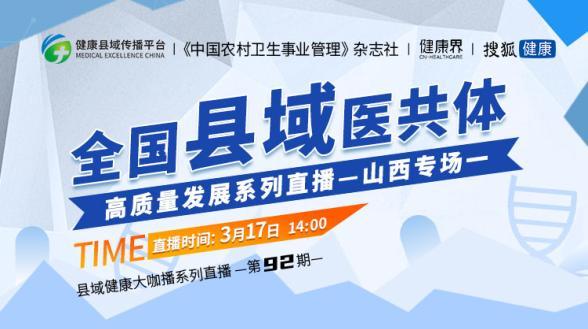 健康县域传播平台 MEDICAL EXCELLENCE CHINA |《中国农村卫生事业管理》杂志社 | 健康界 CN-HEALTHCARE | 搜狐 健康
全国县域医共体
高质量发展系列直播—山西专场—
TIME 直播时间: 3月17日 14:00
县域健康大咖播系列直播 —第92期—